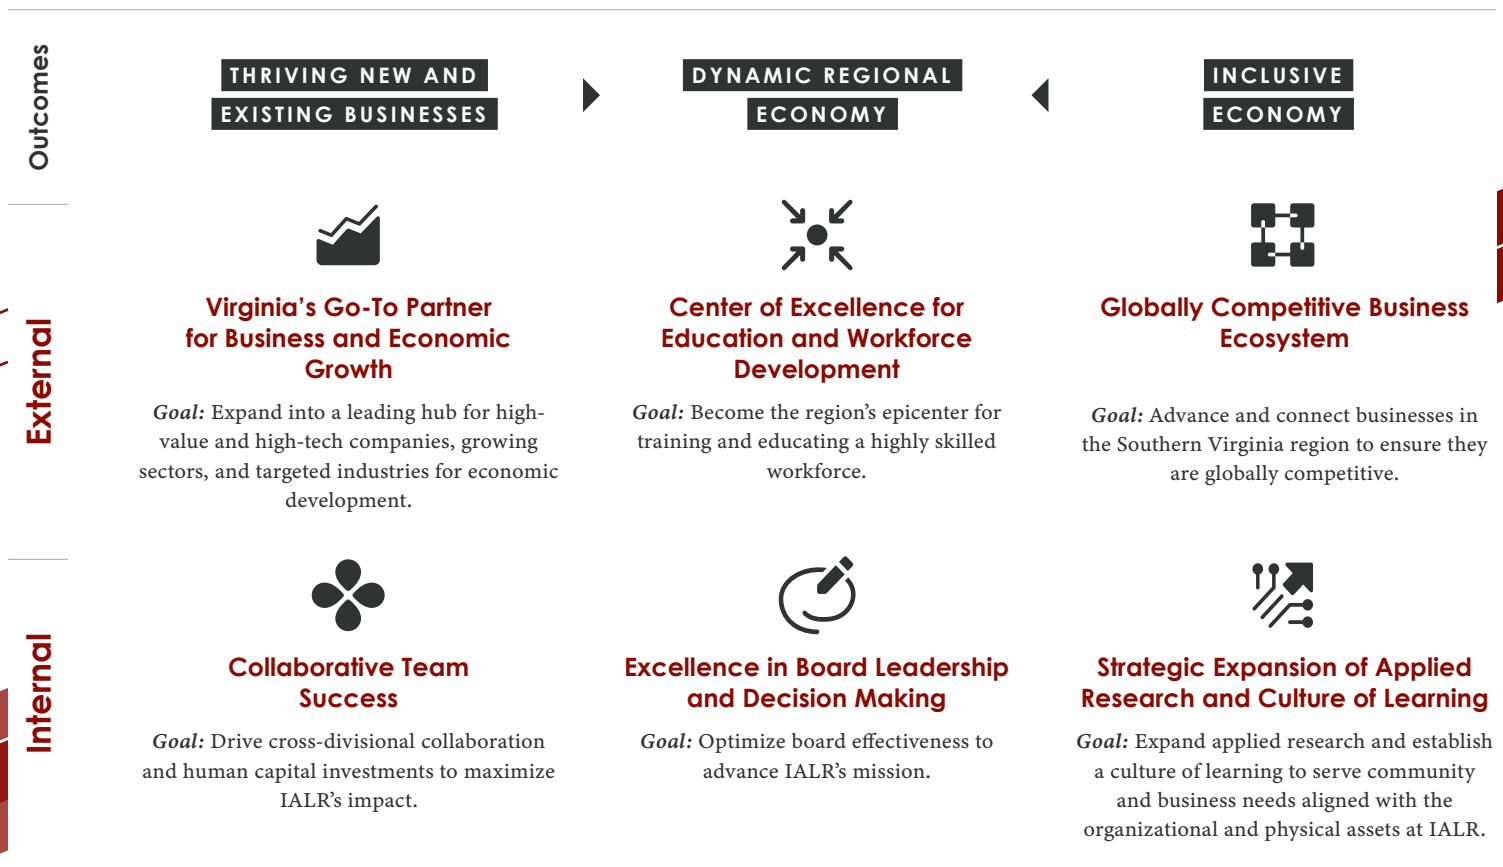 Outcomes
THRIVING NEW AND
EXISTING BUSINESSES
DYNAMIC REGIONAL
ECONOMY
INCLUSIVE
ECONOMY
External
Virginia’s Go-To Partner
for Business and Economic
Growth
Goal: Expand into a leading hub for high-
value and high-tech companies, growing
sectors, and targeted industries for economic
development.
Center of Excellence for
Education and Workforce
Development
Goal: Become the region’s epicenter for
training and educating a highly skilled
workforce.
Globally Competitive Business
Ecosystem
Goal: Advance and connect businesses in
the Southern Virginia region to ensure they
are globally competitive.
Internal
Collaborative Team
Success
Goal: Drive cross-divisional collaboration
and human capital investments to maximize
IALR’s impact.
Excellence in Board Leadership
and Decision Making
Goal: Optimize board effectiveness to
advance IALR’s mission.
Strategic Expansion of Applied
Research and Culture of Learning
Goal: Expand applied research and establish
a culture of learning to serve community
and business needs aligned with the
organizational and physical assets at IALR.